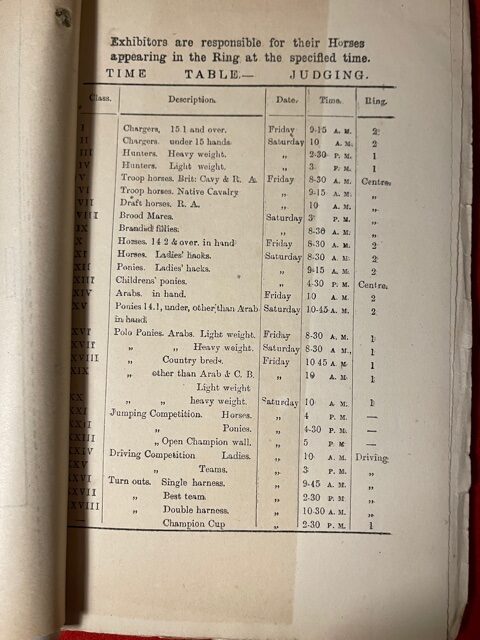 Exhibitors are responsible for their Horses
appearing in the Ring at the specified time.
TIME TABLE.— JUDGING.
Class. Description. Date. Time. Ring.
I Chargers, 15.1 and over. Friday 9-15 A. M. 2
II Chargers. under 15 hands. Saturday 10 A. M. 2
III Hunters. Heavy weight. „ 2-30 P. M. 1
IV Hunters. Light weight. „ 3 P. M. 1
Troop horses. Brit: Cavy & R. A. Friday 8-30 A. M. Centre.
VI Troop horses. Native Cavalry „ 9-15 A. M. „
VII Draft horses. R. A. „ 10 A. M. „
VIII Brood Mares. Saturday 3 P. M. „
Branded fillies. „ 8-30 A. M. „
X Horses. 14 2 & over. in hand Friday 8-30 A. M. 2
XI Horses. Ladies' hacks. Saturday 8-30 A. M. 2
XII Ponies. Ladies' hacks. „ 9-15 A. M. 2
XIII Childrens' ponies. „ 4-30 P. M. Centre.
XIV Arabs. in hand. Friday 10 A. M. 2
XV Ponies 14.1, under, other than Arab Saturday 10-45 A. M. 2
in hand.
XVI Polo Ponies. Arabs. Light weight. Friday 8-30 A. M. 1
XVII „ „ Heavy weight. Saturday 8-30 A M., 1
XVIII „ Country breds. Friday 10 45 A. M. 1
XIX „ other than Arab & C. B. „ 10 A. M. 1
Light weight
XX „ „ heavy weight. Saturday 10 A. M. 1
XXI Jumping Competition. Horses. „ 4 P. M. —
XXII „ Ponies. „ 4-30 P. M. —
XXIII „ Open Champion wall. „ 5 P M. —
XXIV Driving Competition Ladies. „ 10 A. M. Driving.
XXV „ Teams. „ 3 P. M. „
XXVI Turn outs. Single harness. „ 9-45 A. M. „
XXVII „ Best team. „ 2-30 P. M. „
XXVIII „ Double harness. „ 10-30 A. M. „
— Champion Cup „ 2-30 P. M. 1